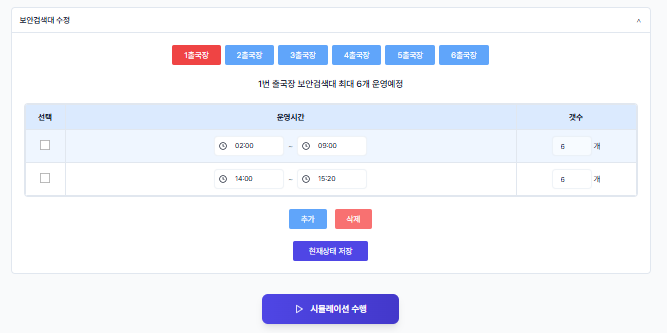 보안검색대 수정
1출국장 2출국장 3출국장 4출국장 5출국장 6출국장
1번 출국장 보안검색대 최대 6개 운영예정
선택 운영시간 갯수
02:00 ~ 09:00 6 개
14:00 ~ 15:20 6 개
추가 삭제
현재상태 저장
시뮬레이션 수행